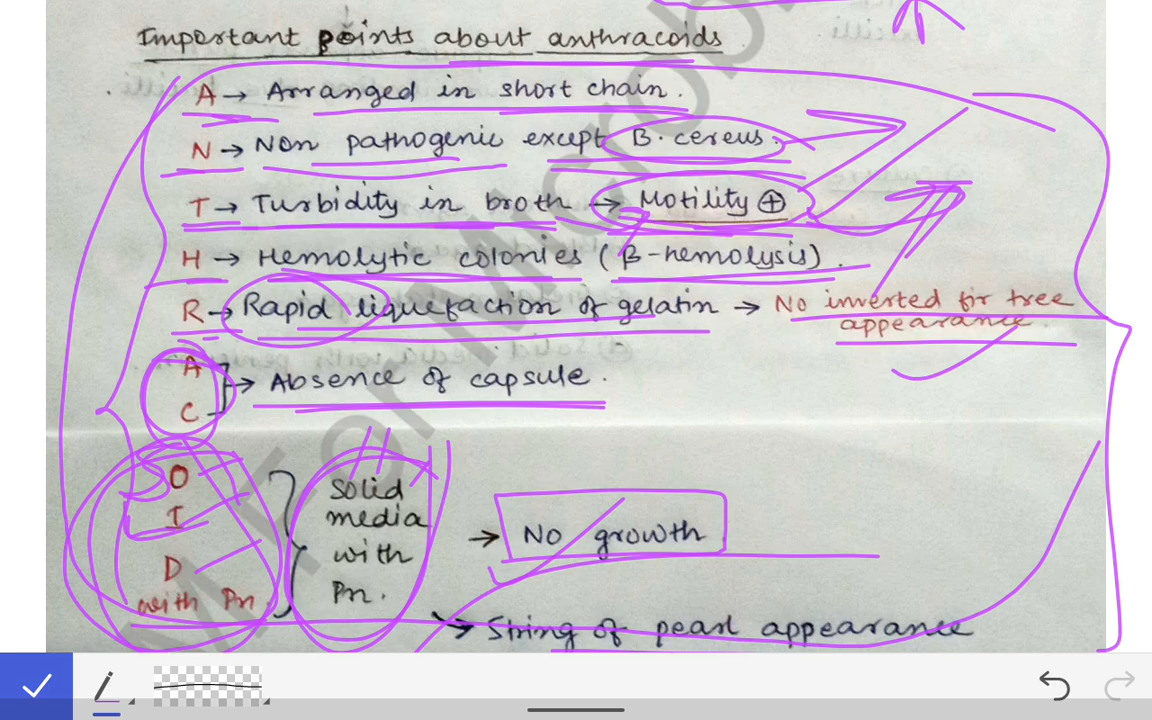 Important points about anthracoids
A → Arranged in short chain.
N → Non pathogenic except B. cereus.
T → Turbidity in broth → Motility ⊕
H → Hemolytic colonies (β-hemolysis)
R → Rapid liquefaction of gelatin → No inverted fir tree
appearance.
A
C → Absence of capsule.
O
I
D
with Pn
Solid
media
with
Pn.
→ No growth
→ String of pearl appearance